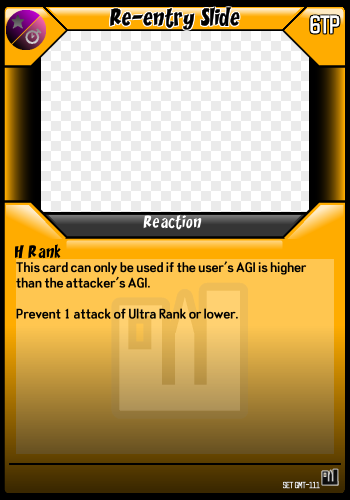 Re-entry Slide
6TP
Reaction
H Rank
This card can only be used if the user's AGI is higher
than the attacker's AGI.
Prevent 1 attack of Ultra Rank or lower.
SET GMT-111